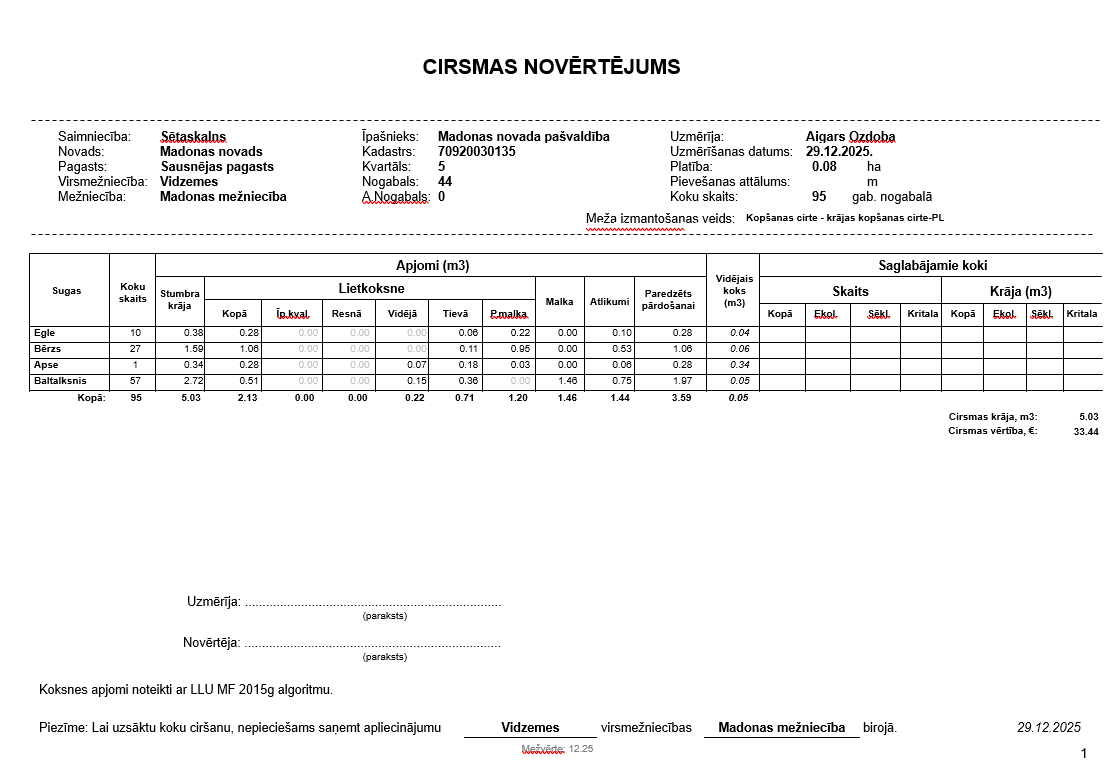 CIRSMAS NOVĒRTĒJUMS
Saimniecība: Sētaskalns Īpašnieks: Madonas novada pašvaldība Uzmērīja: Aigars Ozdoba
Novads: Madonas novads Kadastrs: 70920030135 Uzmērīšanas datums: 29.12.2025.
Pagasts: Sausnējas pagasts Kvartāls: 5 Platība: 0.08 ha
Virsmežniecība: Vidzemes Nogabals: 44 Pievešanas attālums: m
Mežniecība: Madonas mežniecība A.Nogabals: 0 Koku skaits: 95 gab. nogabalā
Meža izmantošanas veids: Kopšanas cirte - krājas kopšanas cirte-PL
Sugas Koku skaits Apjomi (m3) Vidējais koks (m3) Saglabājamie koki
Stumbra krāja Lietkoksne Malka Atlikumi Paredzēts pārdošanai Skaits Krāja (m3)
Kopā Īp.kval. Resnā Vidējā Tievā P.malka Kopā Ekol. Sēkl. Kritala Kopā Ekol. Sēkl. Kritala
Egle 10 0.38 0.28 0.00 0.00 0.00 0.06 0.22 0.00 0.10 0.28 0.04
Bērzs 27 1.59 1.06 0.00 0.00 0.00 0.11 0.95 0.00 0.53 1.06 0.06
Apse 1 0.34 0.28 0.00 0.00 0.07 0.18 0.03 0.00 0.06 0.28 0.34
Baltalksnis 57 2.72 0.51 0.00 0.00 0.15 0.36 0.00 1.46 0.75 1.97 0.05
Kopā: 95 5.03 2.13 0.00 0.00 0.22 0.71 1.20 1.46 1.44 3.59 0.05
Cirsmas krāja, m3: 5.03
Cirsmas vērtība, €: 33.44
Uzmērīja: ........................................................................
(paraksts)
Novērtēja: ........................................................................
(paraksts)
Koksnes apjomi noteikti ar LLU MF 2015g algoritmu.
Piezīme: Lai uzsāktu koku ciršanu, nepieciešams saņemt apliecinājumu Vidzemes virsmežniecības Madonas mežniecība birojā. 29.12.2025
Mežvērte: 12.25
1